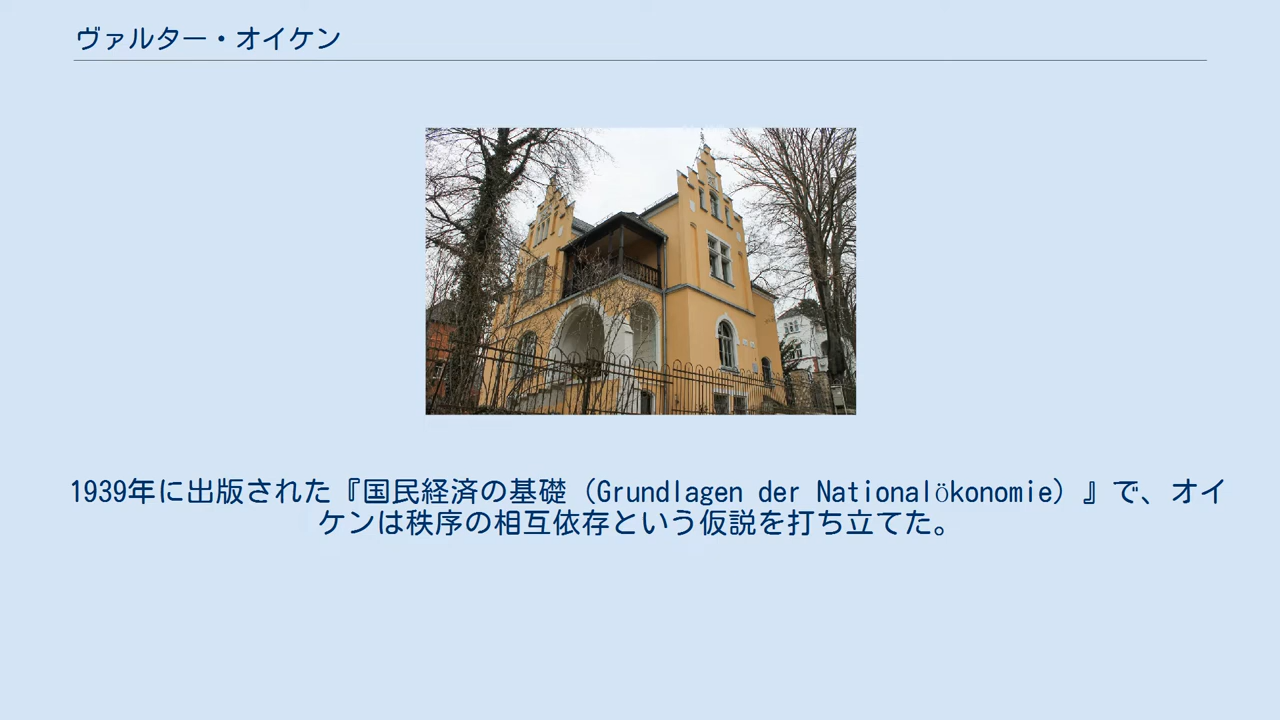 ヴァルター・オイケン
1939年に出版された『国民経済の基礎（Grundlagen der Nationalökonomie）』で、オイ
ケンは秩序の相互依存という仮説を打ち立てた。